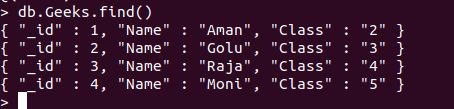 > db.Geeks.find()
{ "_id" : 1, "Name" : "Aman", "Class" : "2" }
{ "_id" : 2, "Name" : "Golu", "Class" : "3" }
{ "_id" : 3, "Name" : "Raja", "Class" : "4" }
{ "_id" : 4, "Name" : "Moni", "Class" : "5" }
>